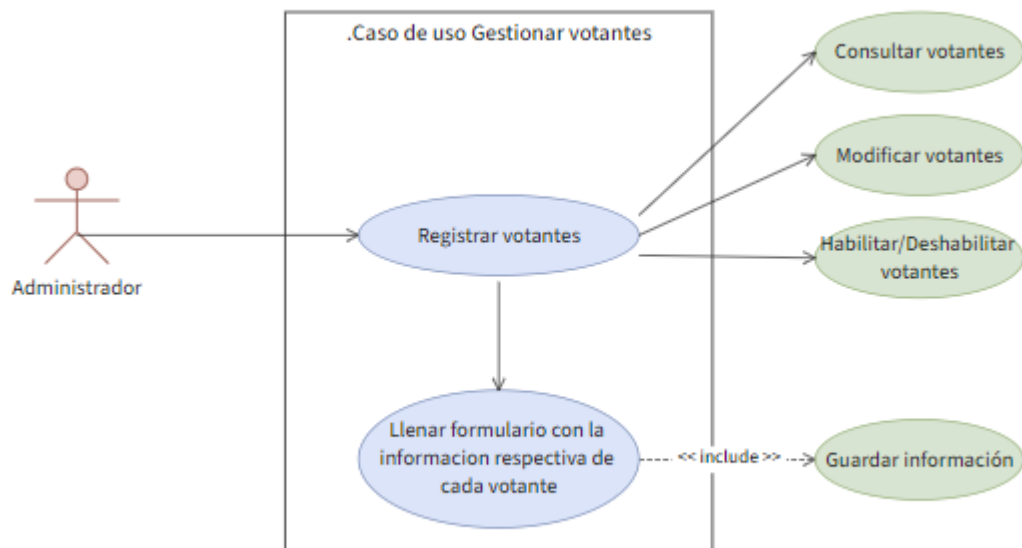 .Caso de uso Gestionar votantes
Consultar votantes
Modificar votantes
Registrar votantes
Habilitar/Deshabilitar
votantes
Administrador
Llenar formulario con la
informacion respectiva de
cada votante
<< include >>
Guardar información